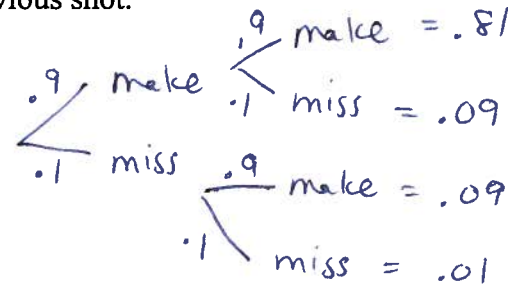 vious shot.
.9 make = .81
.9 make
.1 miss = .09
.1 miss
.9 make = .09
.1 miss = .01